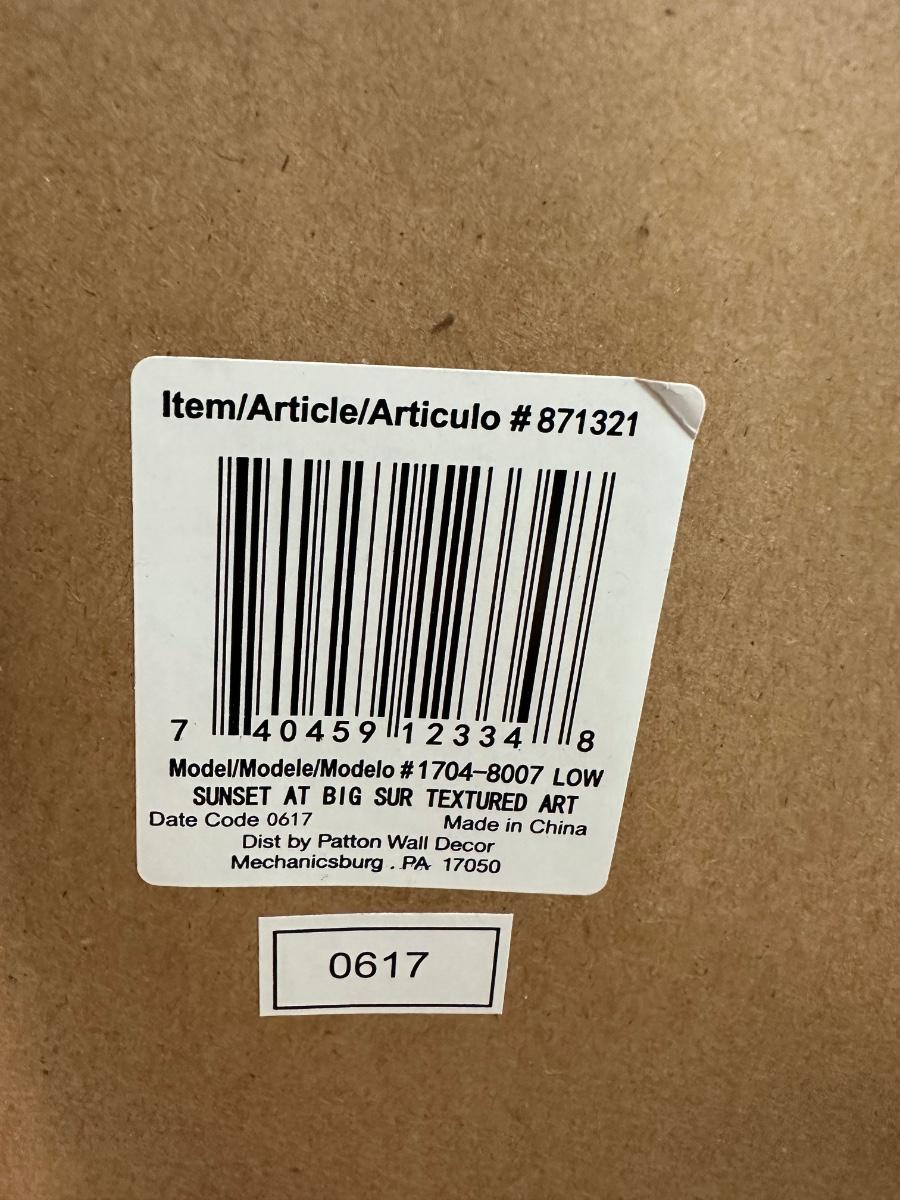 Item/Article/Articulo # 871321
7 40459 12334 8
Model/Modele/Modelo # 1704-8007 LOW
SUNSET AT BIG SUR TEXTURED ART
Date Code 0617 Made in China
Dist by Patton Wall Decor
Mechanicsburg . PA 17050
0617